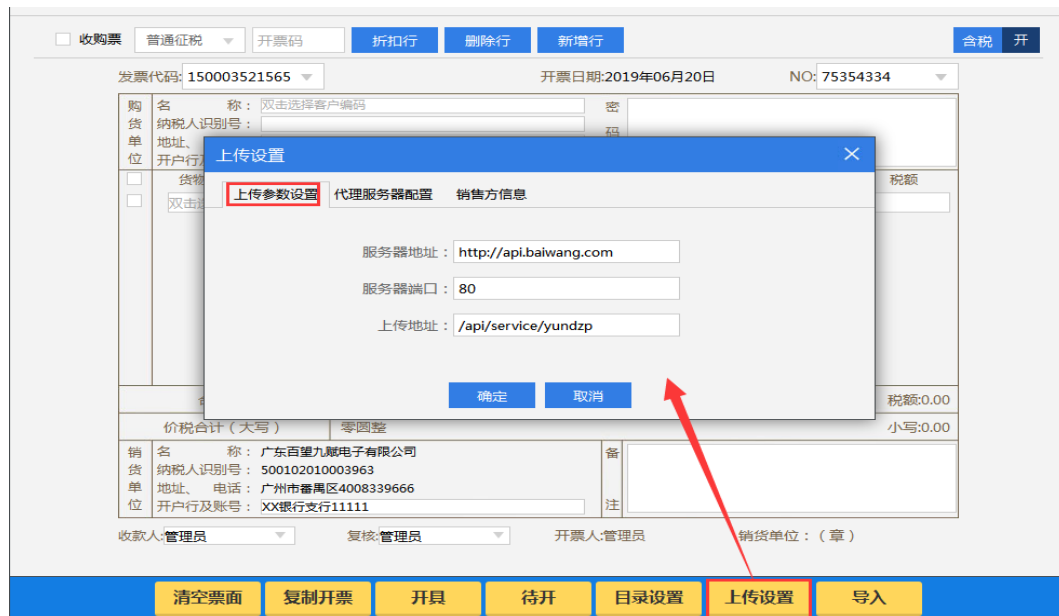 收购票 普通征税 开票码 折扣行 删除行 新增行 含税 开
发票代码: 150003521565 开票日期:2019年06月20日 NO: 75354334
购货单位
名 称： 双击选择客户编码
密码
纳税人识别号：
地址、
开户行及
上传设置
货物 税额
双击
上传参数设置 代理服务器配置 销售方信息
服务器地址： http://api.baiwang.com
服务器端口： 80
上传地址： /api/service/yundzp
确定 取消
税额:0.00
价税合计（大写） 零圆整 小写:0.00
销货单位
名 称： 广东百望九赋电子有限公司
备注
纳税人识别号： 500102010003963
地址、 电话： 广州市番禺区4008339666
开户行及账号： XX银行支行11111
收款人:管理员 复核:管理员 开票人:管理员 销货单位：（章）
清空票面 复制开票 开具 待开 目录设置 上传设置 导入